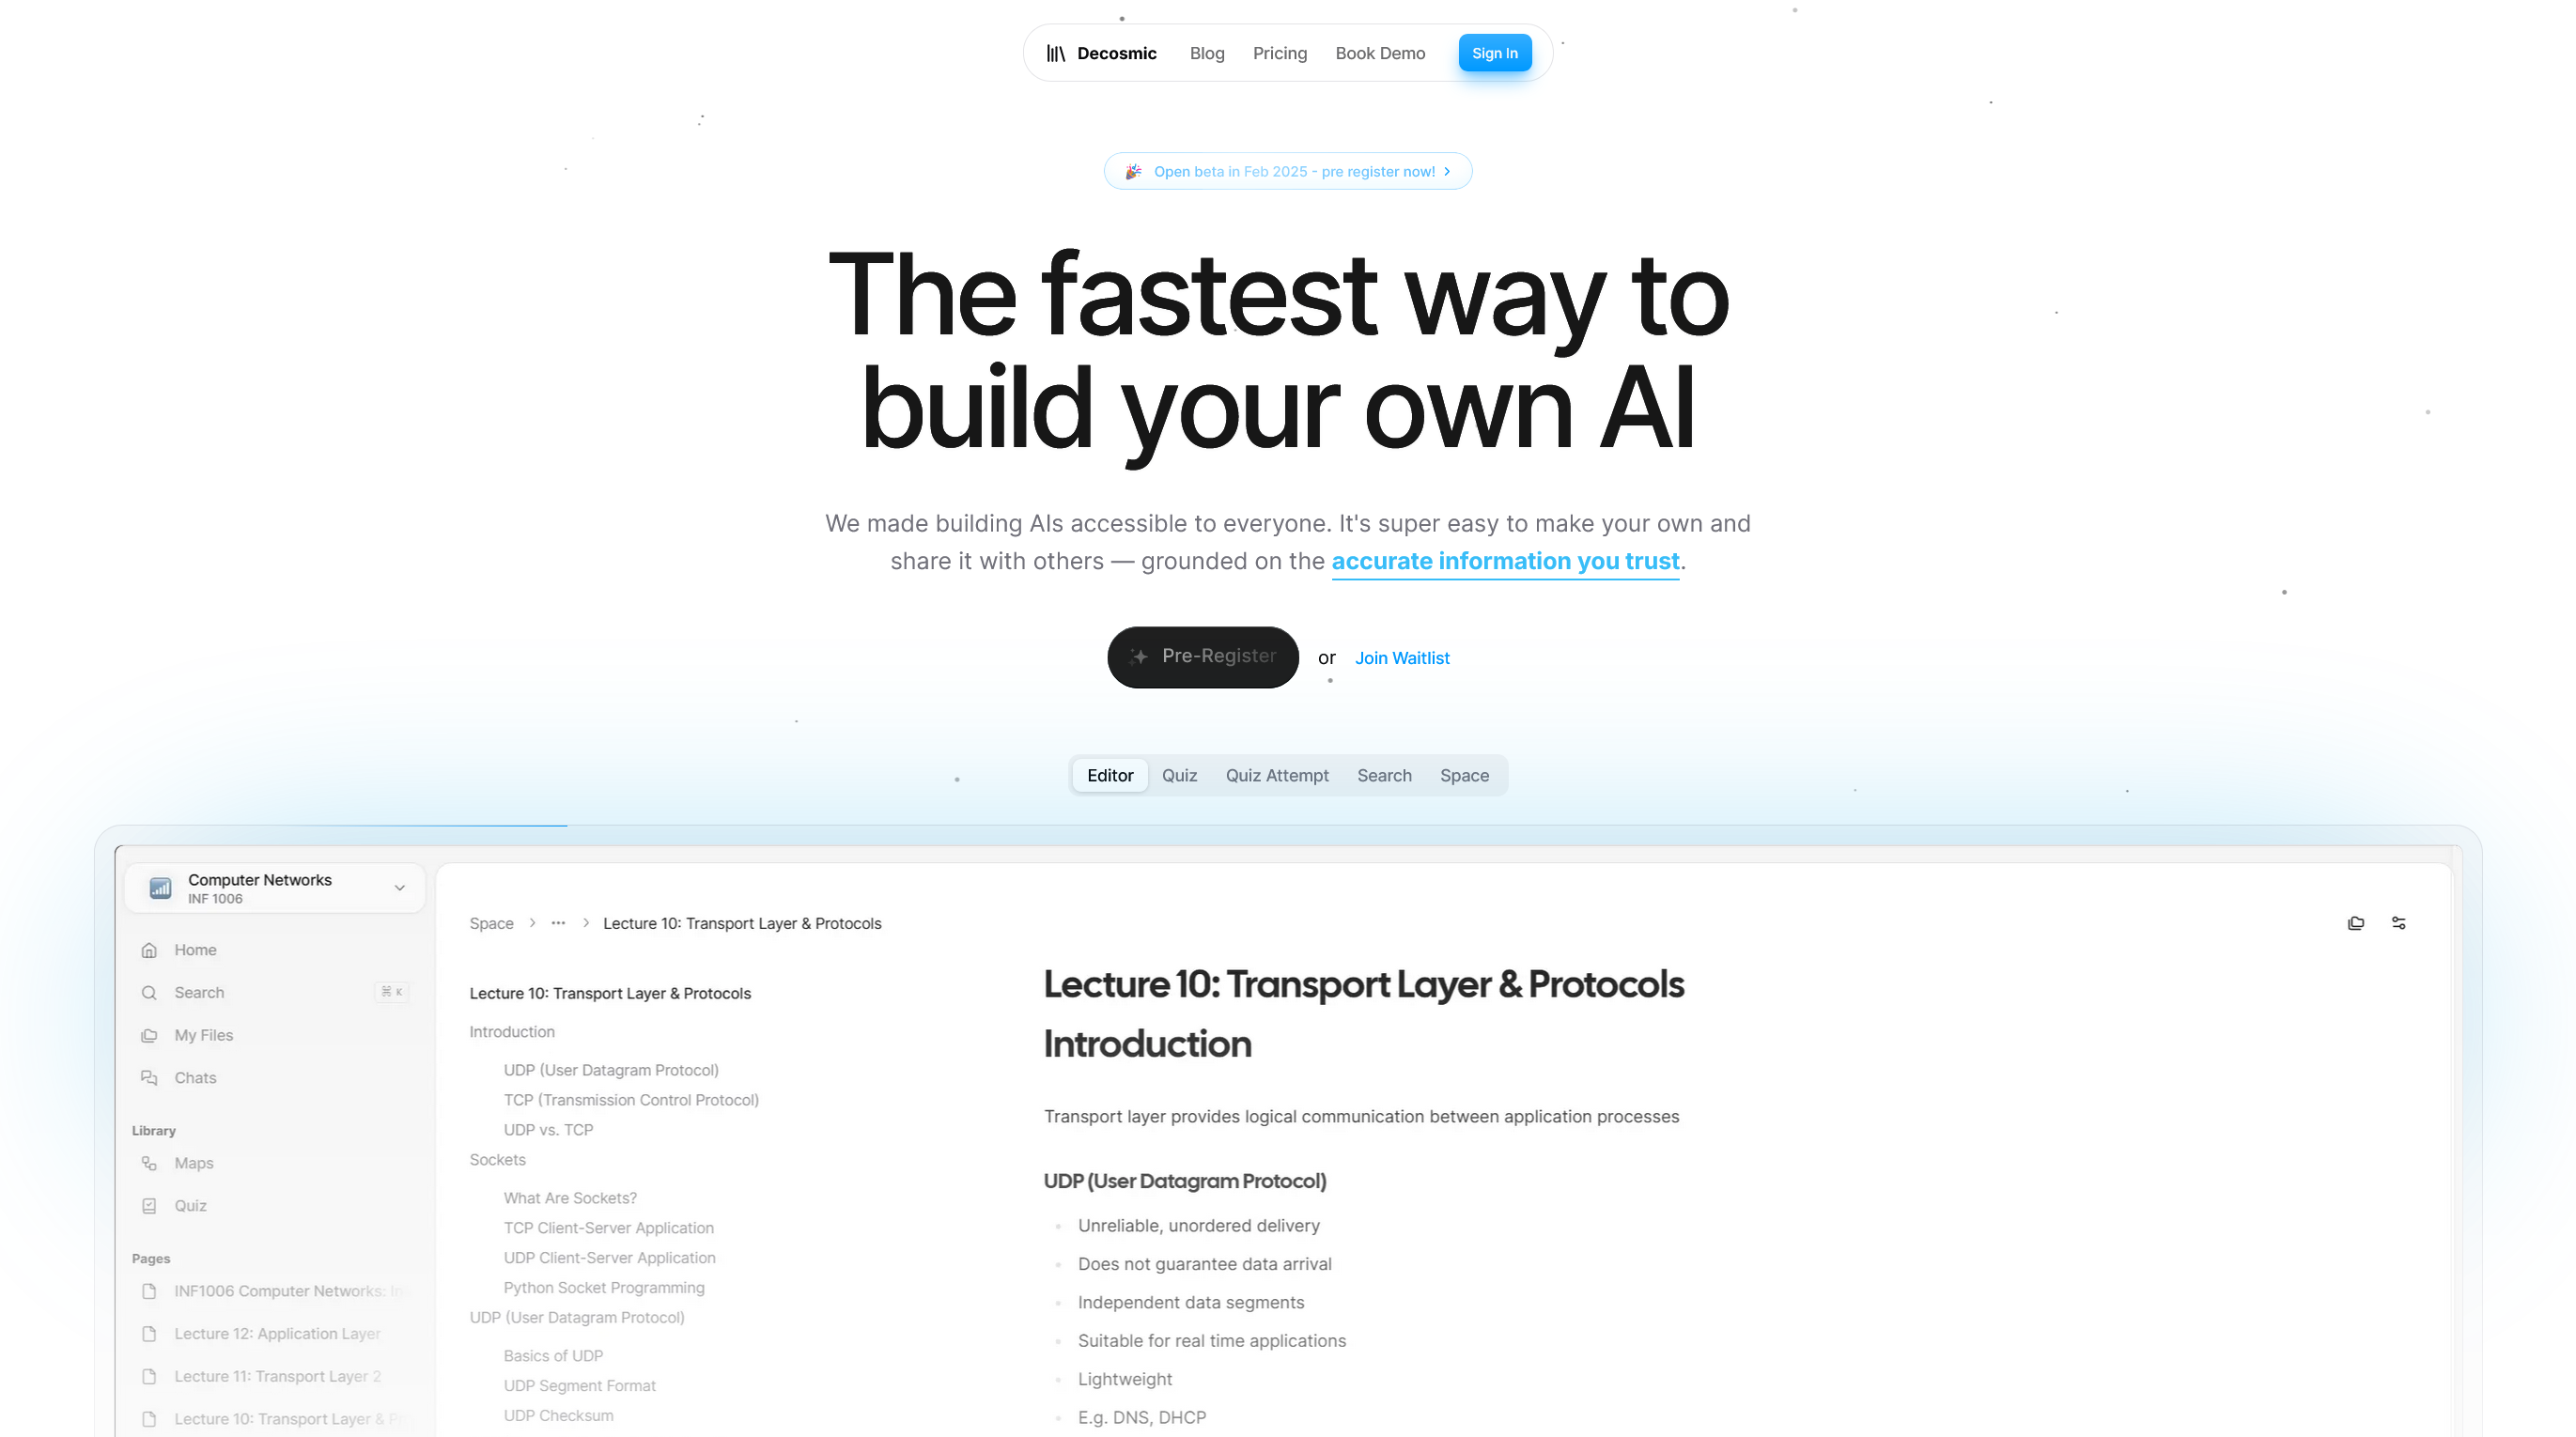 Decosmic Blog Pricing Book Demo Sign In
🎉 Open beta in Feb 2025 - pre register now!
The fastest way to
build your own AI
We made building AIs accessible to everyone. It's super easy to make your own and
share it with others — grounded on the accurate information you trust.
Pre-Register or Join Waitlist
Editor Quiz Quiz Attempt Search Space
Computer Networks
INF 1006
Home
Search ⌘ K
My Files
Chats
Library
Maps
Quiz
Pages
INF1006 Computer Networks:
Lecture 12: Application Layer
Lecture 11: Transport Layer 2
Lecture 10: Transport Layer &
Space > ··· > Lecture 10: Transport Layer & Protocols
Lecture 10: Transport Layer & Protocols
Introduction
UDP (User Datagram Protocol)
TCP (Transmission Control Protocol)
UDP vs. TCP
Sockets
What Are Sockets?
TCP Client-Server Application
UDP Client-Server Application
Python Socket Programming
UDP (User Datagram Protocol)
Basics of UDP
UDP Segment Format
UDP Checksum
Lecture 10: Transport Layer & Protocols
Introduction
Transport layer provides logical communication between application processes
UDP (User Datagram Protocol)
Unreliable, unordered delivery
Does not guarantee data arrival
Independent data segments
Suitable for real time applications
Lightweight
E.g. DNS, DHCP